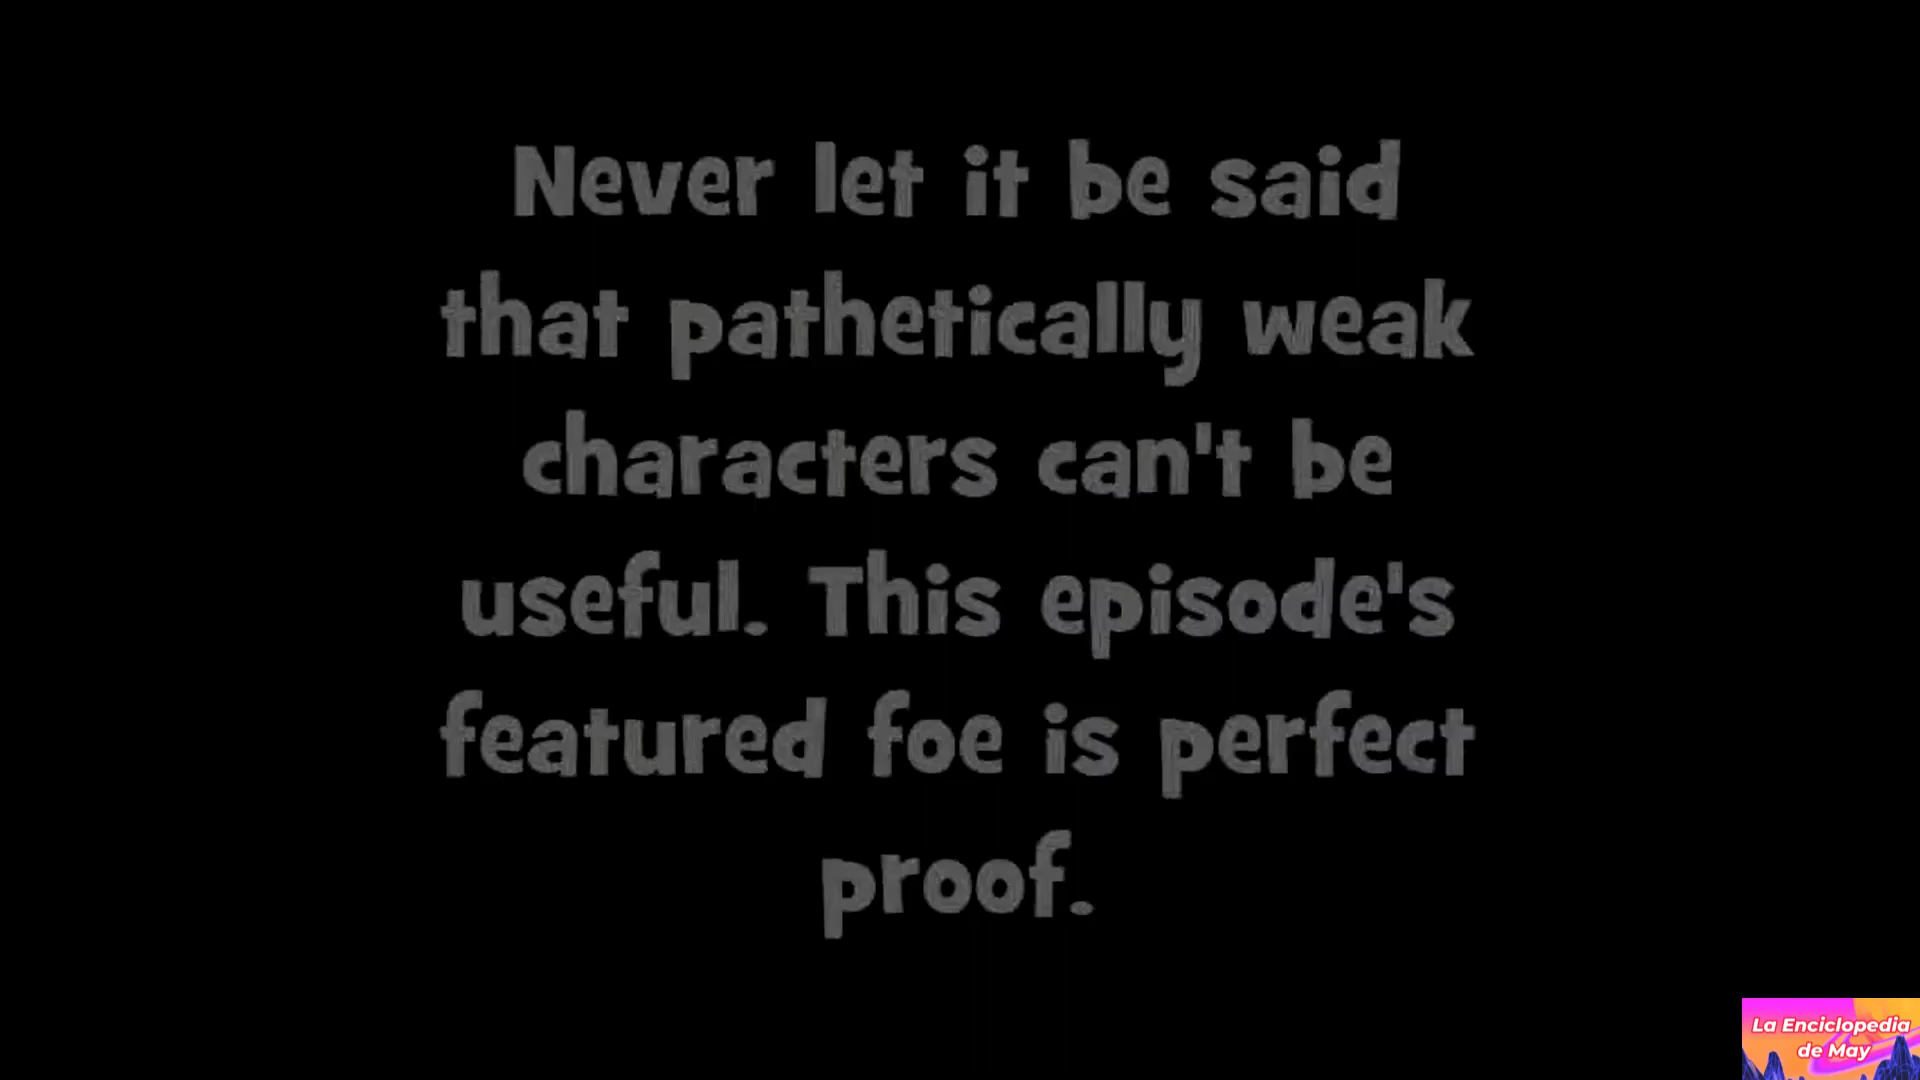 Never let it be said
that pathetically weak
characters can't be
useful. This episode's
featured foe is perfect
proof.
La Enciclopedia
de May